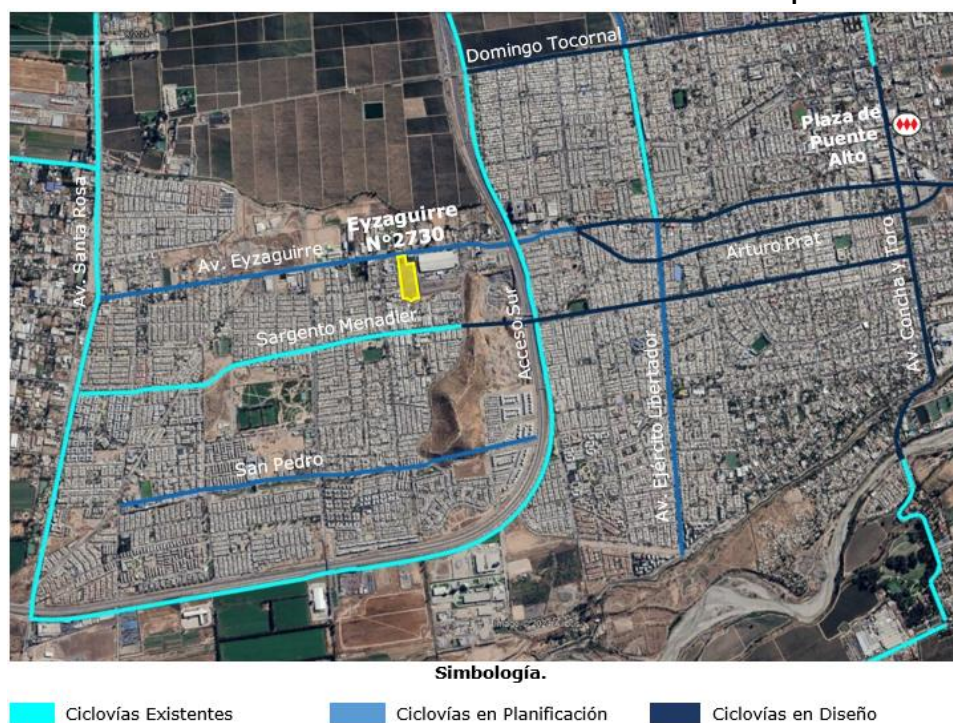 Domingo Tocornal
Plaza de
Puente
Alto
Av. Santa Rosa
Eyzaguirre
N°2730
Av. Eyzaguirre
Arturo Prat
Av. Concha y Toro
Sargento Menadier
Acceso Sur
Av. Ejército Libertador
San Pedro
Simbología.
Ciclovías Existentes
Ciclovías en Planificación
Ciclovías en Diseño